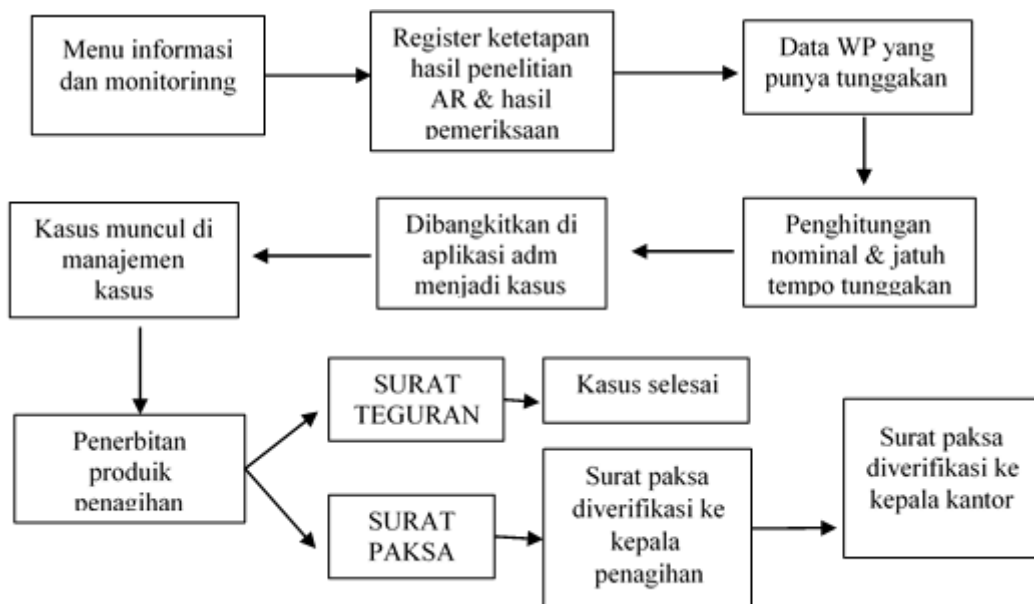 Menu informasi
dan monitorinng
Register ketetapan
hasil penelitian
AR & hasil
pemeriksaan
Data WP yang
punya tunggakan
Penghitungan
nominal & jatuh
tempo tunggakan
Dibangkitkan di
aplikasi adm
menjadi kasus
Kasus muncul di
manajemen
kasus
Penerbitan
produik
penagihan
SURAT
TEGURAN
Kasus selesai
SURAT
PAKSA
Surat paksa
diverifikasi ke
kepala
penagihan
Surat paksa
diverifikasi ke
kepala kantor